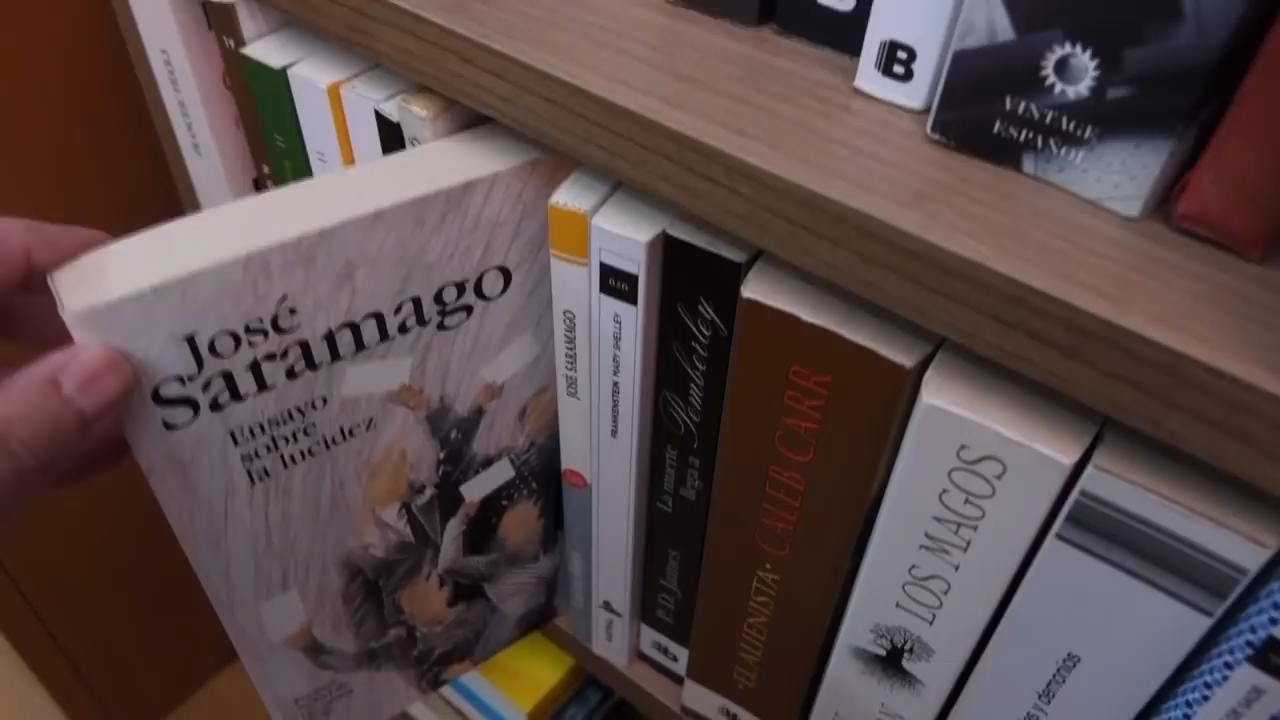 B
VINTAGE
ESPAÑOL
José
Saramago
Ensayo
sobre
la lucidez
JOSÉ SARAMAGO
FRANKENSTEIN MARY SHELLEY
La muerte
llega a
Pemberley
P. D. James
b
EL ALIENISTA · CALEB CARR
LOS MAGOS
y demonios